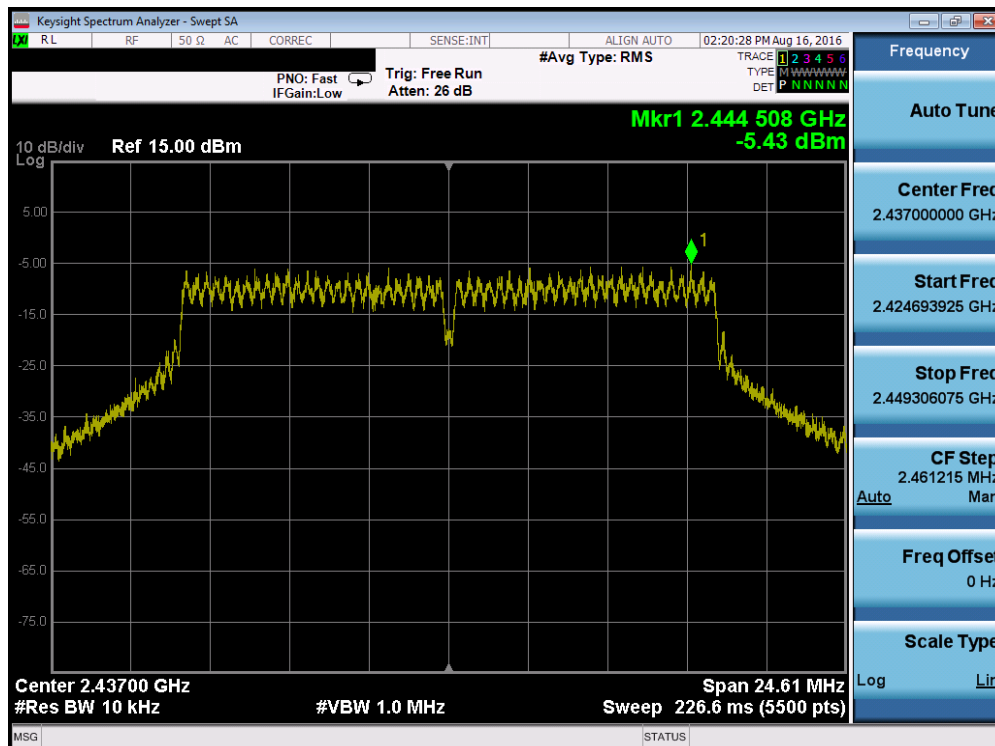 Keysight Spectrum Analyzer - Swept SA
LXI RL RF 50 Ω AC CORREC SENSE:INT ALIGN AUTO 02:20:28 PM Aug 16, 2016
#Avg Type: RMS
TRACE 1 2 3 4 5 6
PNO: Fast Trig: Free Run
TYPE M W W W W W
IFGain:Low Atten: 26 dB
DET P N N N N N
Mkr1 2.444 508 GHz
-5.43 dBm
10 dB/div Ref 15.00 dBm
Log
5.00
1
-5.00
-15.0
-25.0
-35.0
-45.0
-55.0
-65.0
-75.0
Center 2.43700 GHz Span 24.61 MHz
#Res BW 10 kHz #VBW 1.0 MHz Sweep 226.6 ms (5500 pts)
MSG STATUS
Frequency
Auto Tune
Center Freq
2.437000000 GHz
Start Freq
2.424693925 GHz
Stop Freq
2.449306075 GHz
CF Step
2.461215 MHz
Auto Man
Freq Offset
0 Hz
Scale Type
Log Lin